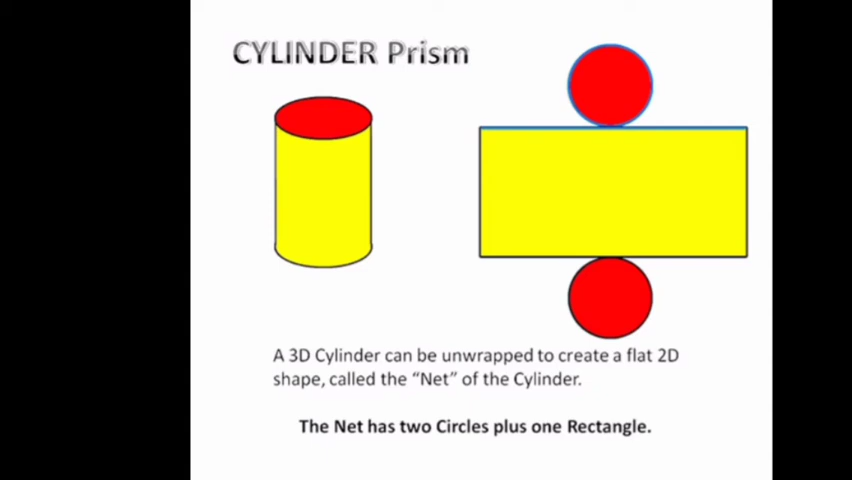 CYLINDER Prism
A 3D Cylinder can be unwrapped to create a flat 2D
shape, called the “Net” of the Cylinder.
The Net has two Circles plus one Rectangle.